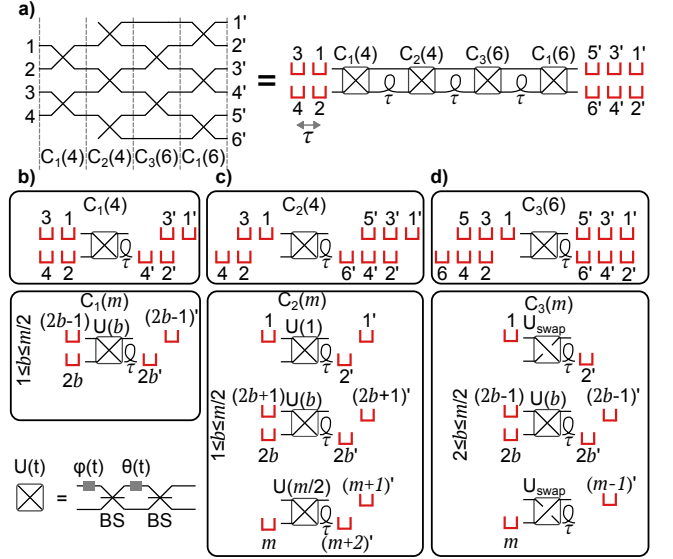 a)
1
2
3
4
1'
2'
3'
4'
5'
6'
C₁(4) C₂(4) C₃(6) C₁(6)
=
3 1
4 2
τ
C₁(4) C₂(4) C₃(6) C₁(6)
τ τ τ
5' 3' 1'
6' 4' 2'
b)
C₁(4)
3 1 3' 1'
4 2 τ 4' 2'
C₁(m)
1≤b≤m/2
(2b-1) U(b) (2b-1)'
2b τ 2b'
U(t) φ(t) θ(t)
=
BS BS
c)
C₂(4)
3 1 5' 3' 1'
4 2 τ 6' 4' 2'
C₂(m)
1 U(1) 1'
τ 2'
1≤b≤m/2
(2b+1) U(b) (2b+1)'
2b τ 2b'
U(m/2) (m+1)'
m τ (m+2)'
d)
C₃(6)
5 3 1 5' 3' 1'
6 4 2 τ 6' 4' 2'
C₃(m)
1 Uswap
τ 2'
2≤b≤m/2
(2b-1) U(b) (2b-1)'
2b τ 2b'
Uswap (m-1)'
m τ